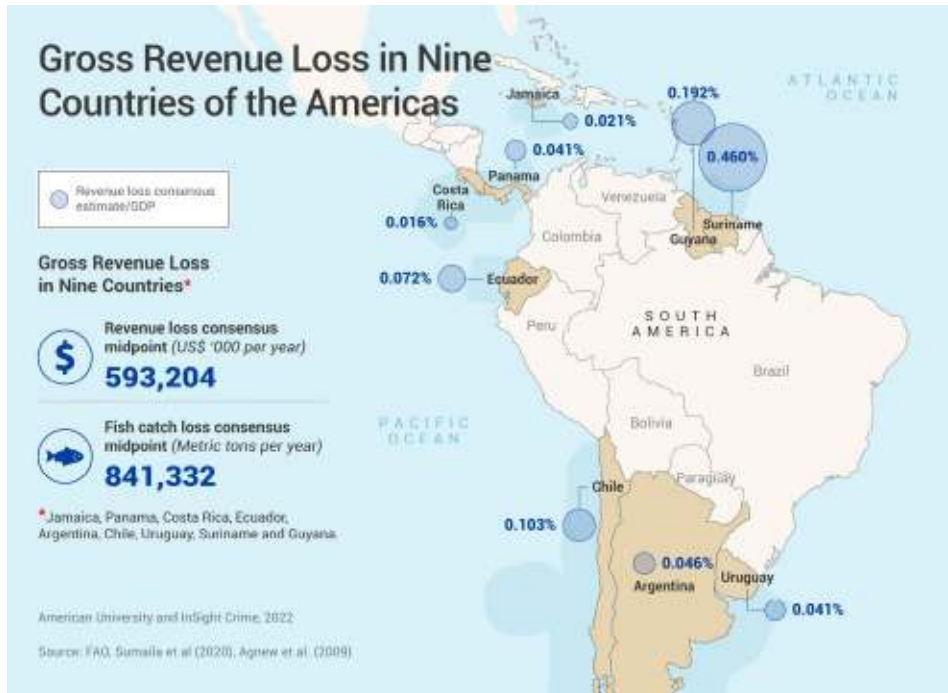 Gross Revenue Loss in Nine
Countries of the Americas
Revenue loss consensus
estimate/GDP
Gross Revenue Loss
in Nine Countries*
Revenue loss consensus
midpoint (US$ '000 per year)
593,204
Fish catch loss consensus
midpoint (Metric tons per year)
841,332
*Jamaica, Panama, Costa Rica, Ecuador,
Argentina, Chile, Uruguay, Suriname and Guyana.
American University and InSight Crime, 2022
Source: FAO, Sumaila et al (2020), Agnew et al. (2009)
ATLANTIC
OCEAN
Jamaica
0.021%
0.192%
0.460%
0.041%
Panama
Costa
Rica
0.016%
Venezuela
Colombia
Suriname
Guyana
0.072%
Ecuador
Peru
SOUTH
AMERICA
Brazil
Bolivia
PACIFIC
OCEAN
Paraguay
Chile
0.103%
0.046%
Argentina
Uruguay
0.041%
$